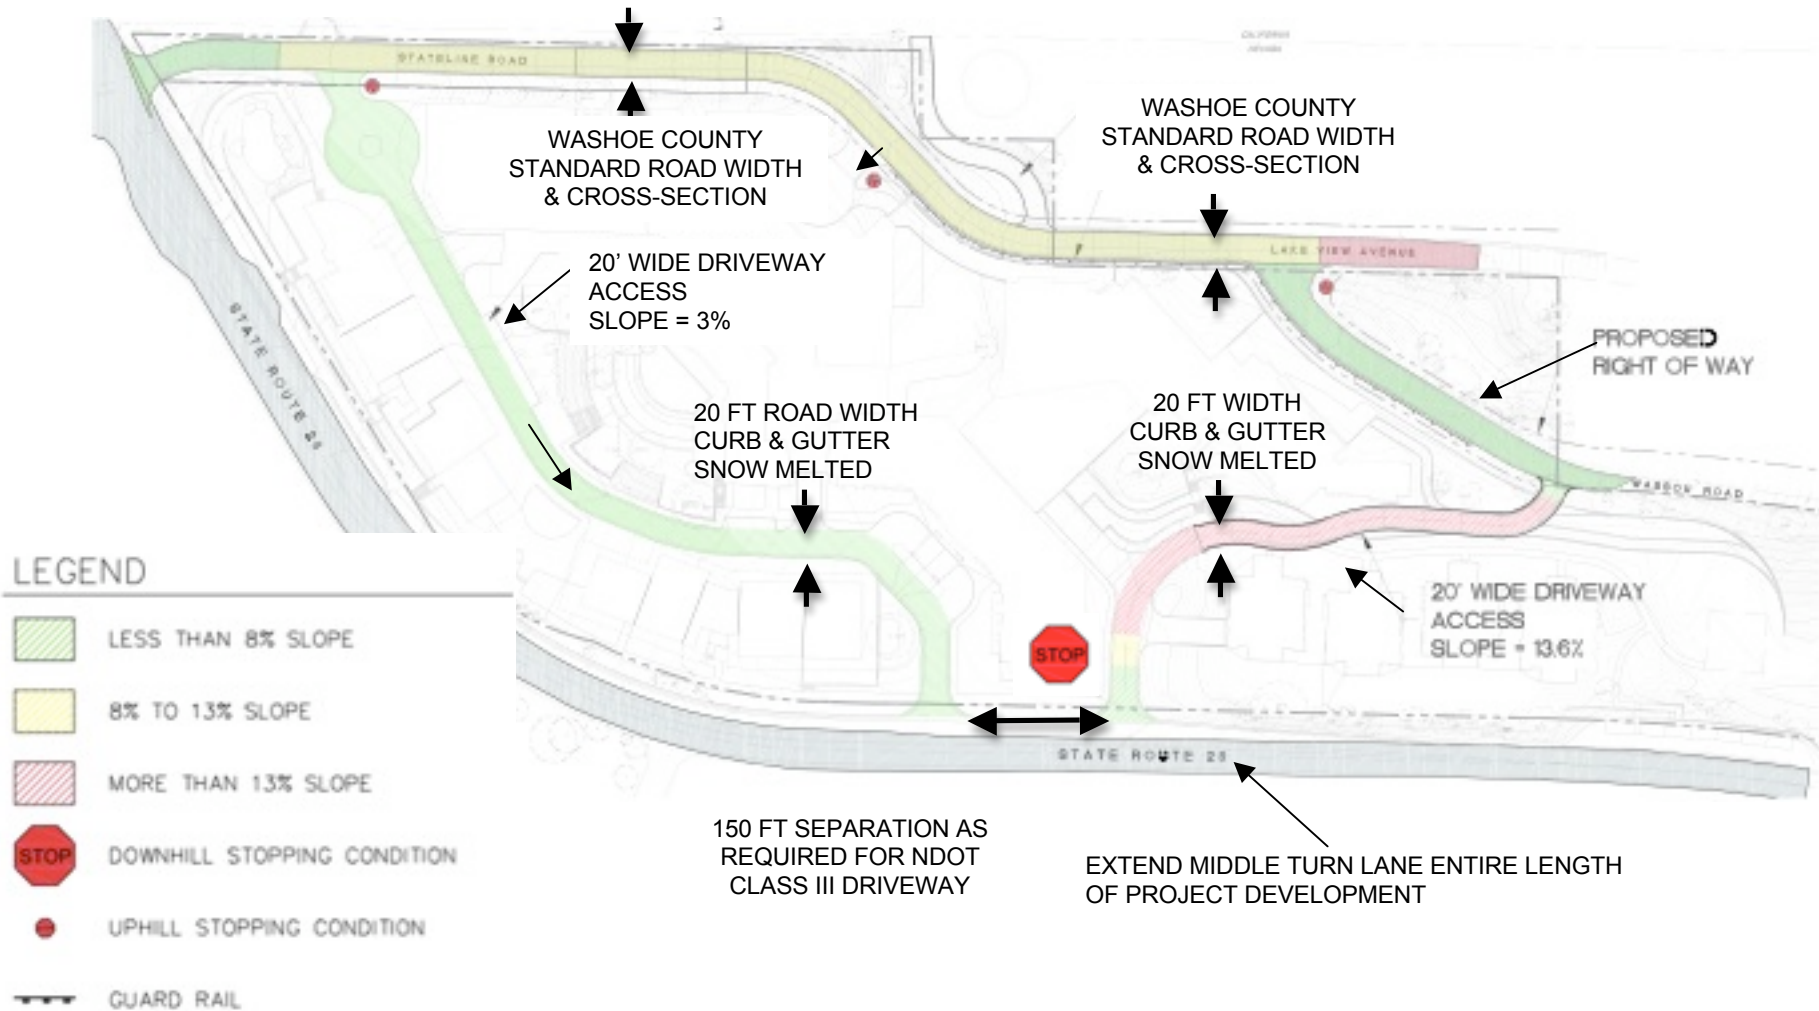 CALIFORNIA
NEVADA
STATELINE ROAD
WASHOE COUNTY
STANDARD ROAD WIDTH
& CROSS-SECTION
WASHOE COUNTY
STANDARD ROAD WIDTH
& CROSS-SECTION
LAKE VIEW AVENUE
20' WIDE DRIVEWAY
ACCESS
SLOPE = 3%
PROPOSED
RIGHT OF WAY
STATE ROUTE 28
20 FT ROAD WIDTH
CURB & GUTTER
SNOW MELTED
20 FT WIDTH
CURB & GUTTER
SNOW MELTED
WASSOU ROAD
20' WIDE DRIVEWAY
ACCESS
SLOPE = 13.6%
STOP
STATE ROUTE 28
150 FT SEPARATION AS
REQUIRED FOR NDOT
CLASS III DRIVEWAY
EXTEND MIDDLE TURN LANE ENTIRE LENGTH
OF PROJECT DEVELOPMENT
LEGEND
LESS THAN 8% SLOPE
8% TO 13% SLOPE
MORE THAN 13% SLOPE
STOP
DOWNHILL STOPPING CONDITION
UPHILL STOPPING CONDITION
GUARD RAIL